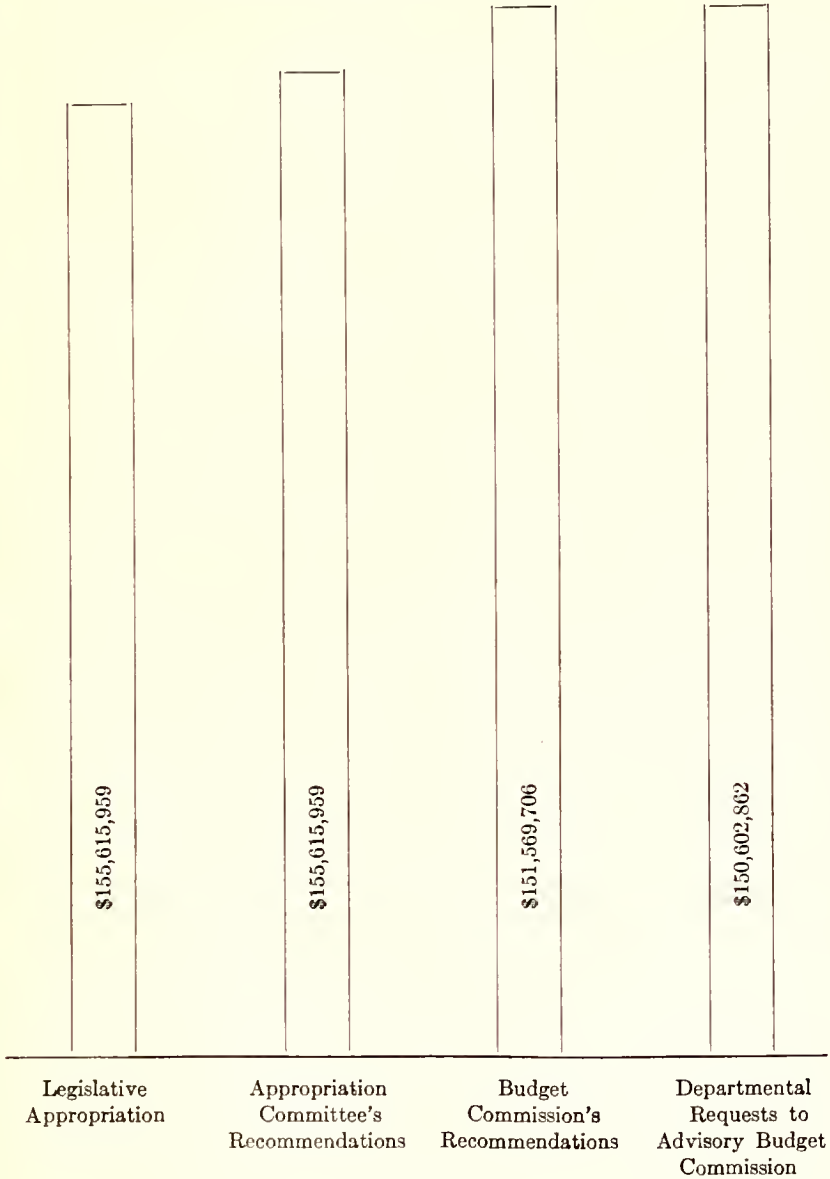 $155,615,959
$155,615,959
$151,569,706
$150,602,862
Legislative
Appropriation
Appropriation
Committee's
Recommendations
Budget
Commission's
Recommendations
Departmental
Requests to
Advisory Budget
Commission